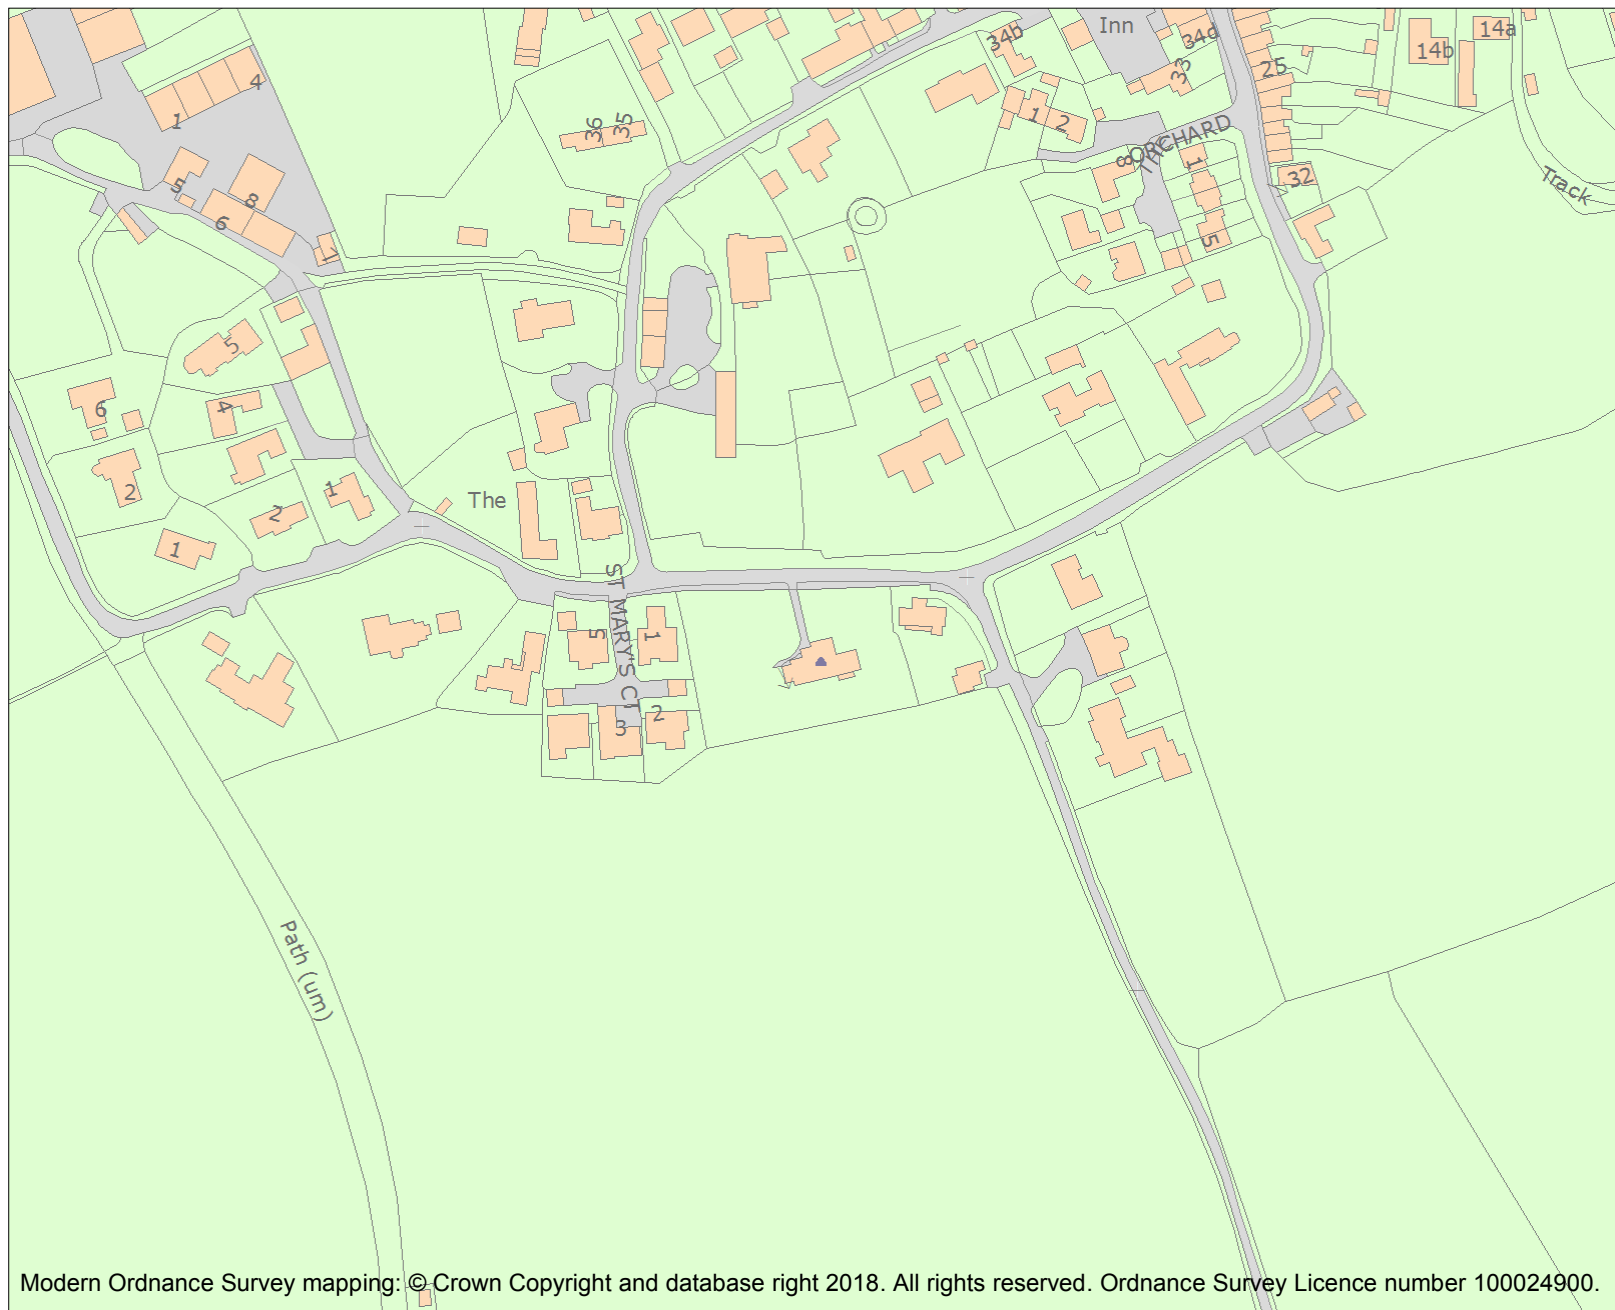 Inn
34b
34d
33
25
14b
14a
4
1
36
35
1
2
THE
ORCHARD
8
1
32
Track
5
8
6
7
5
5
6
4
2
1
2
1
The
ST MARY'S CT
5
1
2
3
Path (um)
Modern Ordnance Survey mapping: © Crown Copyright and database right 2018. All rights reserved. Ordnance Survey Licence number 100024900.